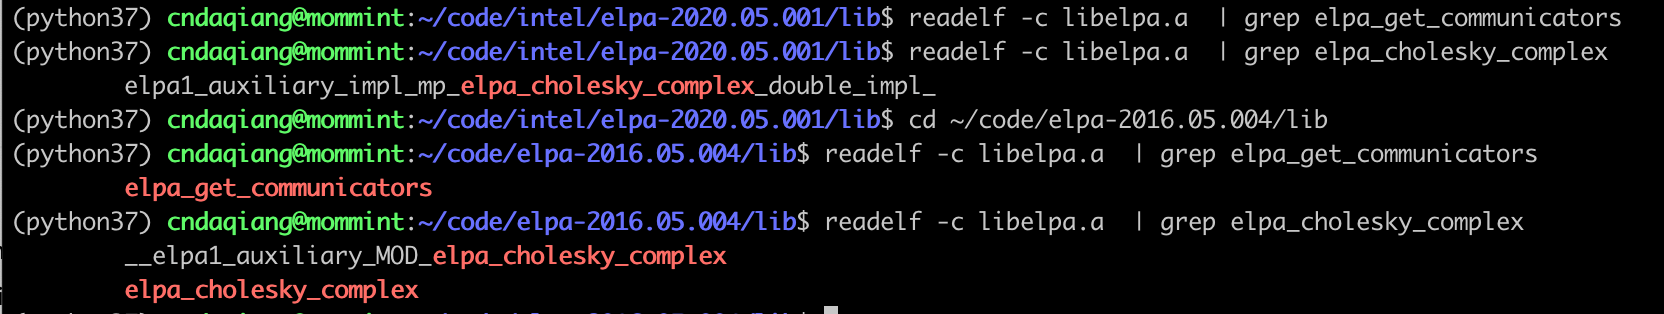 (python37) cndaqiang@mommint:~/code/intel/elpa-2020.05.001/lib$ readelf -c libelpa.a  | grep elpa_get_communicators
(python37) cndaqiang@mommint:~/code/intel/elpa-2020.05.001/lib$ readelf -c libelpa.a  | grep elpa_cholesky_complex
elpa1_auxiliary_impl_mp_elpa_cholesky_complex_double_impl_
(python37) cndaqiang@mommint:~/code/intel/elpa-2020.05.001/lib$ cd ~/code/elpa-2016.05.004/lib
(python37) cndaqiang@mommint:~/code/elpa-2016.05.004/lib$ readelf -c libelpa.a  | grep elpa_get_communicators
elpa_get_communicators
(python37) cndaqiang@mommint:~/code/elpa-2016.05.004/lib$ readelf -c libelpa.a  | grep elpa_cholesky_complex
__elpa1_auxiliary_MOD_elpa_cholesky_complex
elpa_cholesky_complex